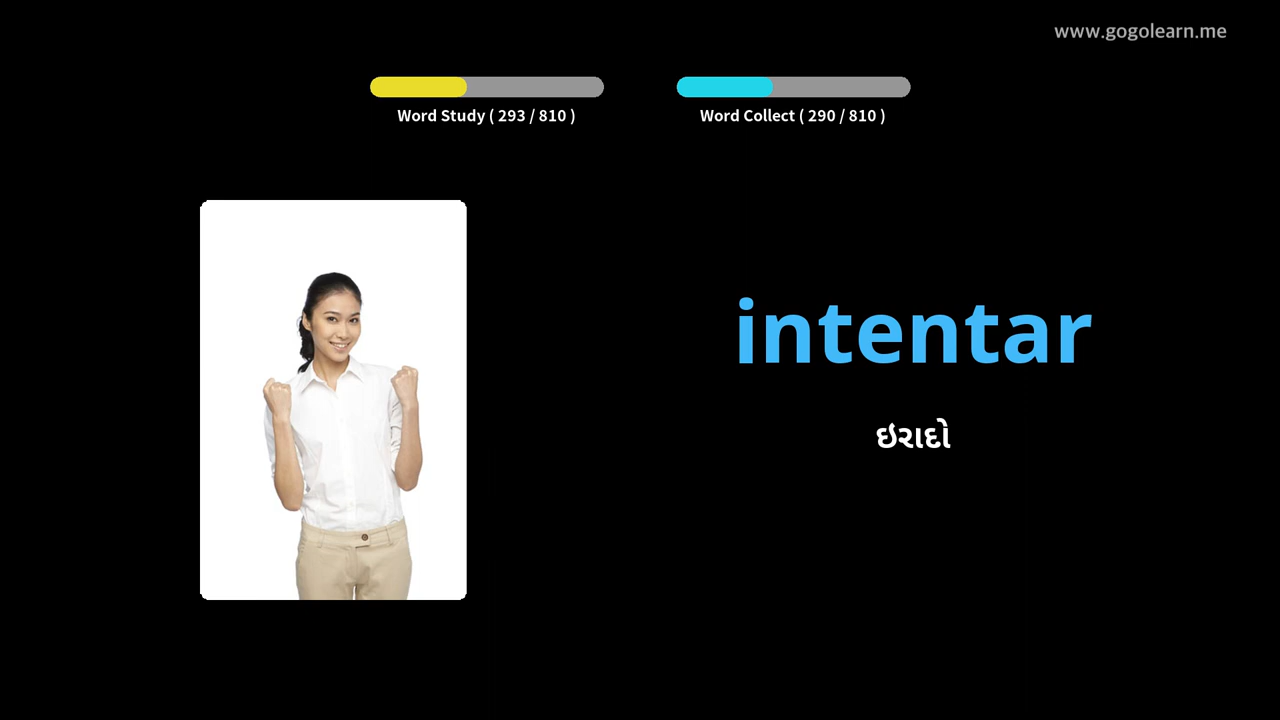 www.gogolearn.me
Word Study ( 293 / 810 )
Word Collect ( 290 / 810 )
intentar
ઇરાદો